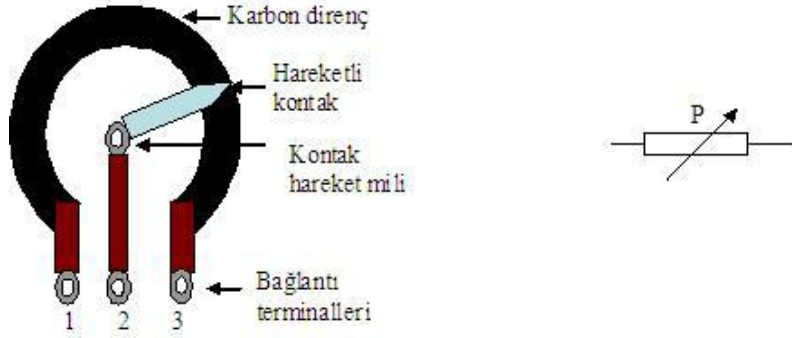 Karbon direnç
Hareketli
kontak
P
Kontak
hareket mili
Bağlantı
terminalleri
1 2 3